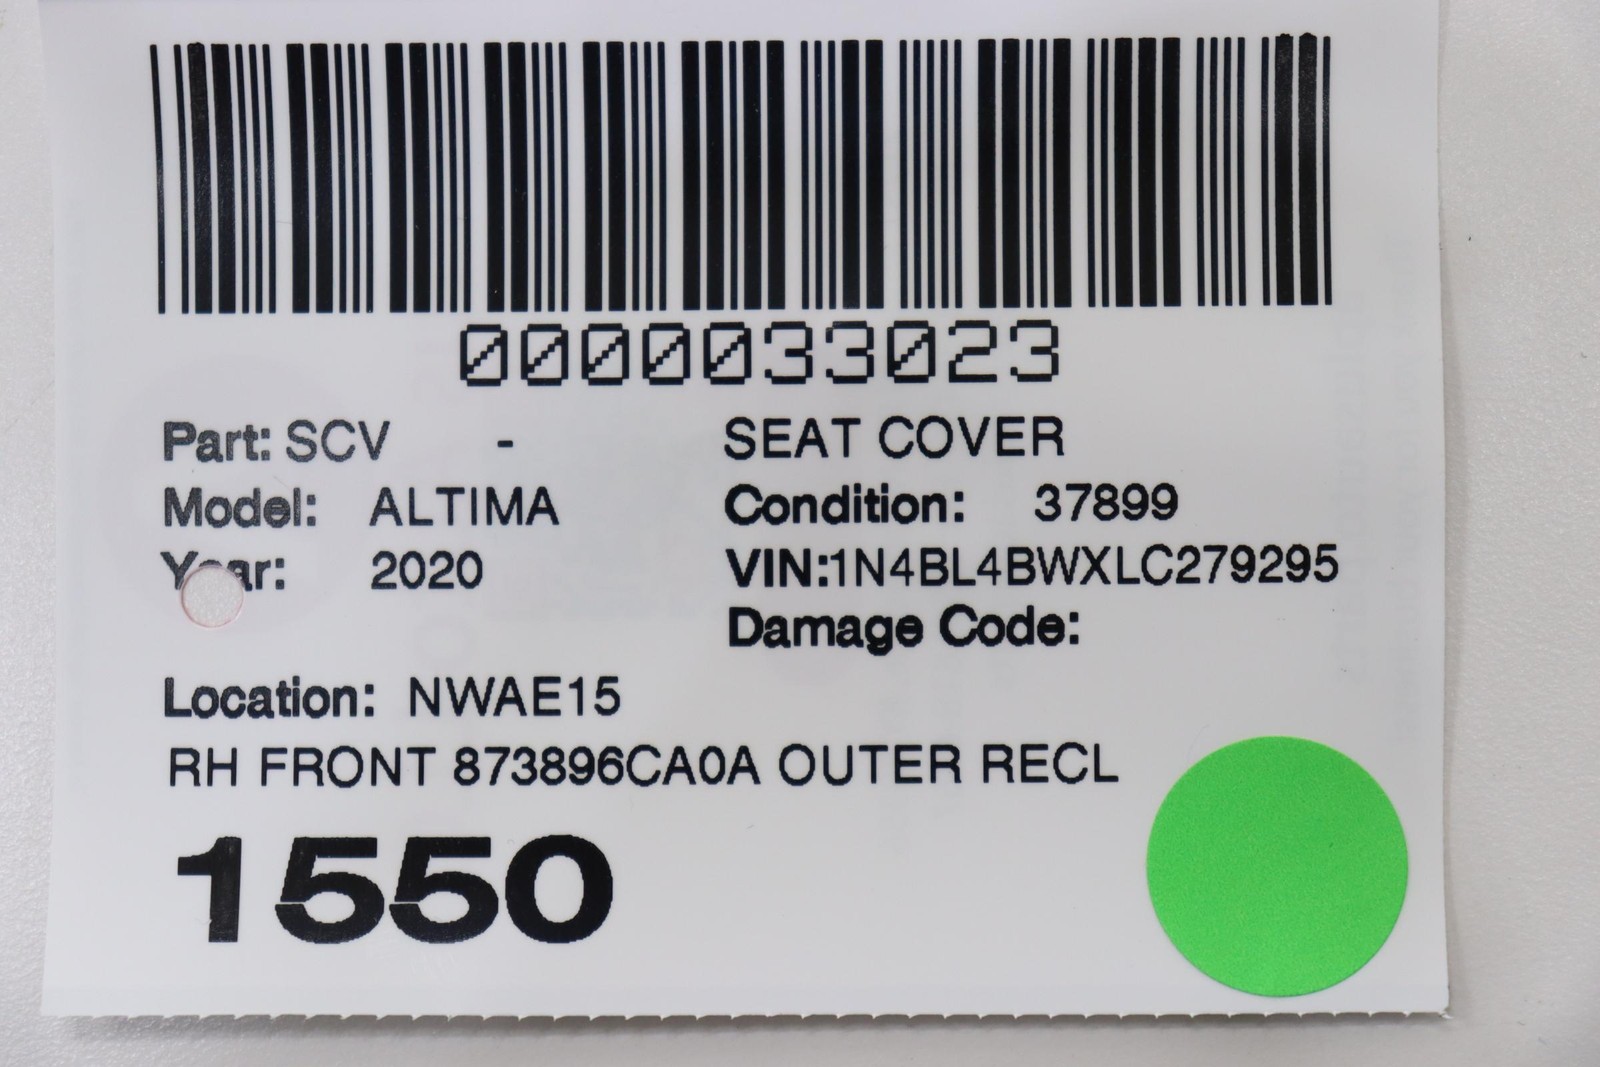 0000033023
Part: SCV - SEAT COVER
Model: ALTIMA Condition: 37899
Year: 2020 VIN:1N4BL4BWXLC279295
Damage Code:
Location: NWAE15
RH FRONT 873896CA0A OUTER RECL
1550